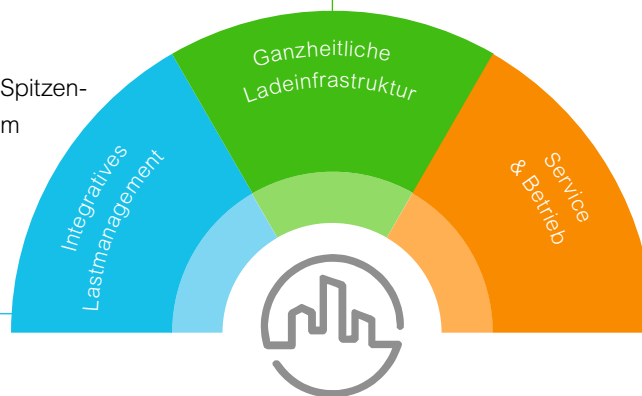 Spitzen-
m
Ganzheitliche
Ladeinfrastruktur
Integratives
Lastmanagement
Service
& Betrieb